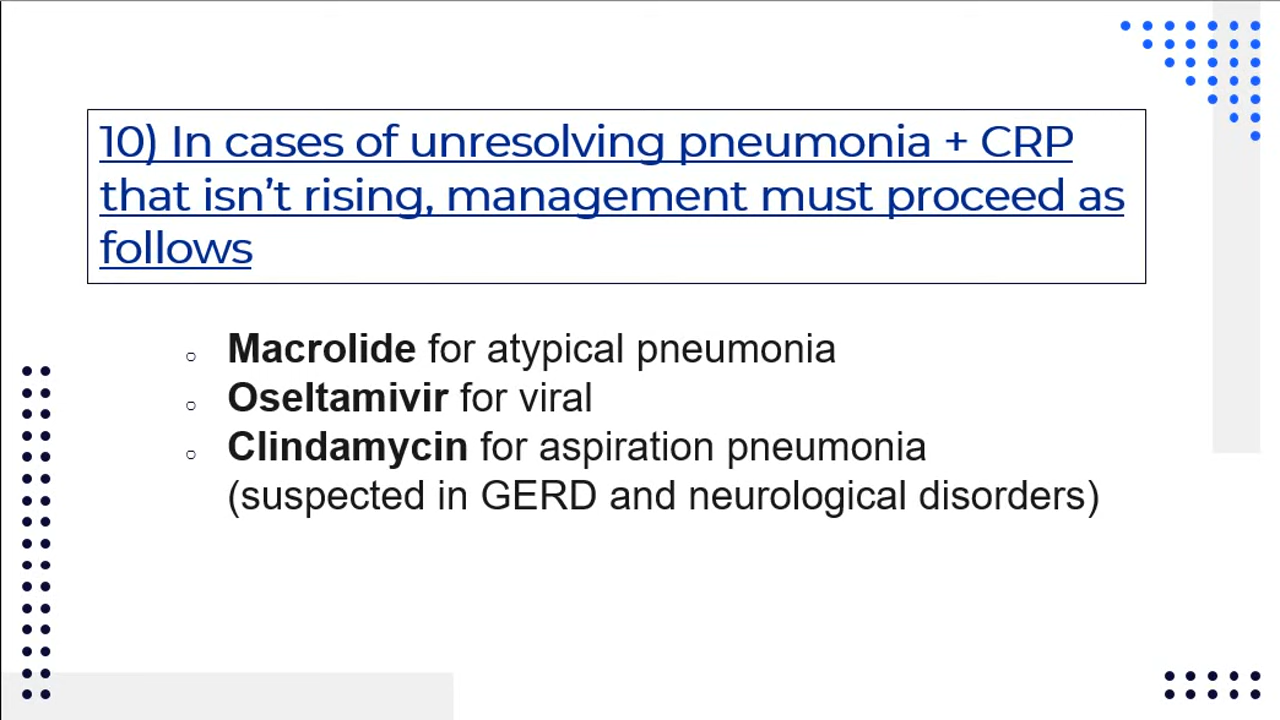 10) In cases of unresolving pneumonia + CRP
that isn’t rising, management must proceed as
follows
○ Macrolide for atypical pneumonia
○ Oseltamivir for viral
○ Clindamycin for aspiration pneumonia
(suspected in GERD and neurological disorders)